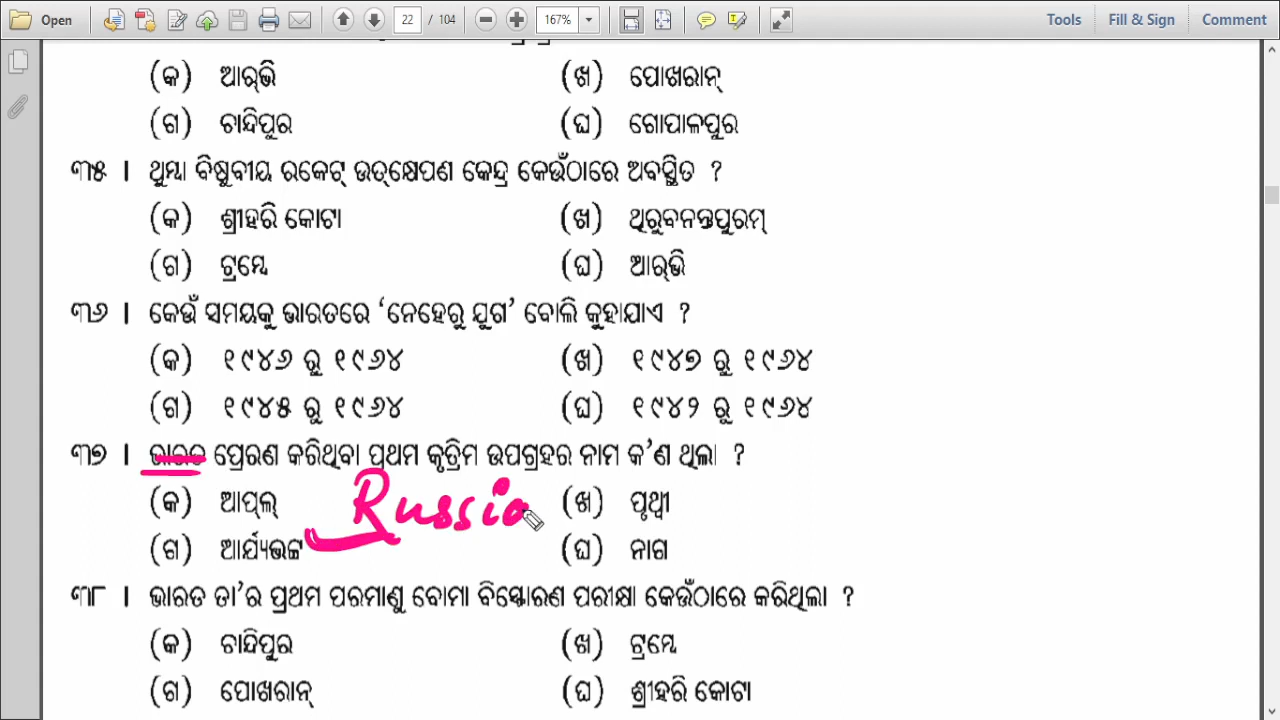 Open 22 / 104 167% Tools Fill & Sign Comment
(କ) ଆର୍‌ଭି (ଖ) ପୋଖରାନ୍
(ଗ) ଚାନ୍ଦିପୁର (ଘ) ଗୋପାଳପୁର
୩୫ । ଥୁମ୍ବା ବିଷୁବୀୟ ରକେଟ୍ ଉତ୍‌କ୍ଷେପଣ କେନ୍ଦ୍ର କେଉଁଠାରେ ଅବସ୍ଥିତ ?
(କ) ଶ୍ରୀହରି କୋଟା (ଖ) ଥିରୁବନନ୍ତପୁରମ୍
(ଗ) ଟ୍ରମ୍ବେ (ଘ) ଆର୍‌ଭି
୩୬ । କେଉଁ ସମୟକୁ ଭାରତରେ ‘ନେହେରୁ ଯୁଗ’ ବୋଲି କୁହାଯାଏ ?
(କ) ୧୯୪୬ ରୁ ୧୯୬୪ (ଖ) ୧୯୪୭ ରୁ ୧୯୬୪
(ଗ) ୧୯୪୫ ରୁ ୧୯୬୪ (ଘ) ୧୯୪୨ ରୁ ୧୯୬୪
୩୭ । ଭାରତ ପ୍ରେରଣ କରିଥିବା ପ୍ରଥମ କୃତ୍ରିମ ଉପଗ୍ରହର ନାମ କ’ଣ ଥିଲା ?
(କ) ଆପ୍‌ଲ୍ Russia (ଖ) ପୃଥ୍ୱୀ
(ଗ) ଆର୍ଯ୍ୟଭଟ୍ଟ (ଘ) ନାଗ
୩୮ । ଭାରତ ତା’ର ପ୍ରଥମ ପରମାଣୁ ବୋମା ବିସ୍ଫୋରଣ ପରୀକ୍ଷା କେଉଁଠାରେ କରିଥିଲା ?
(କ) ଚାନ୍ଦିପୁର (ଖ) ଟ୍ରମ୍ବେ
(ଗ) ପୋଖରାନ୍ (ଘ) ଶ୍ରୀହରି କୋଟା